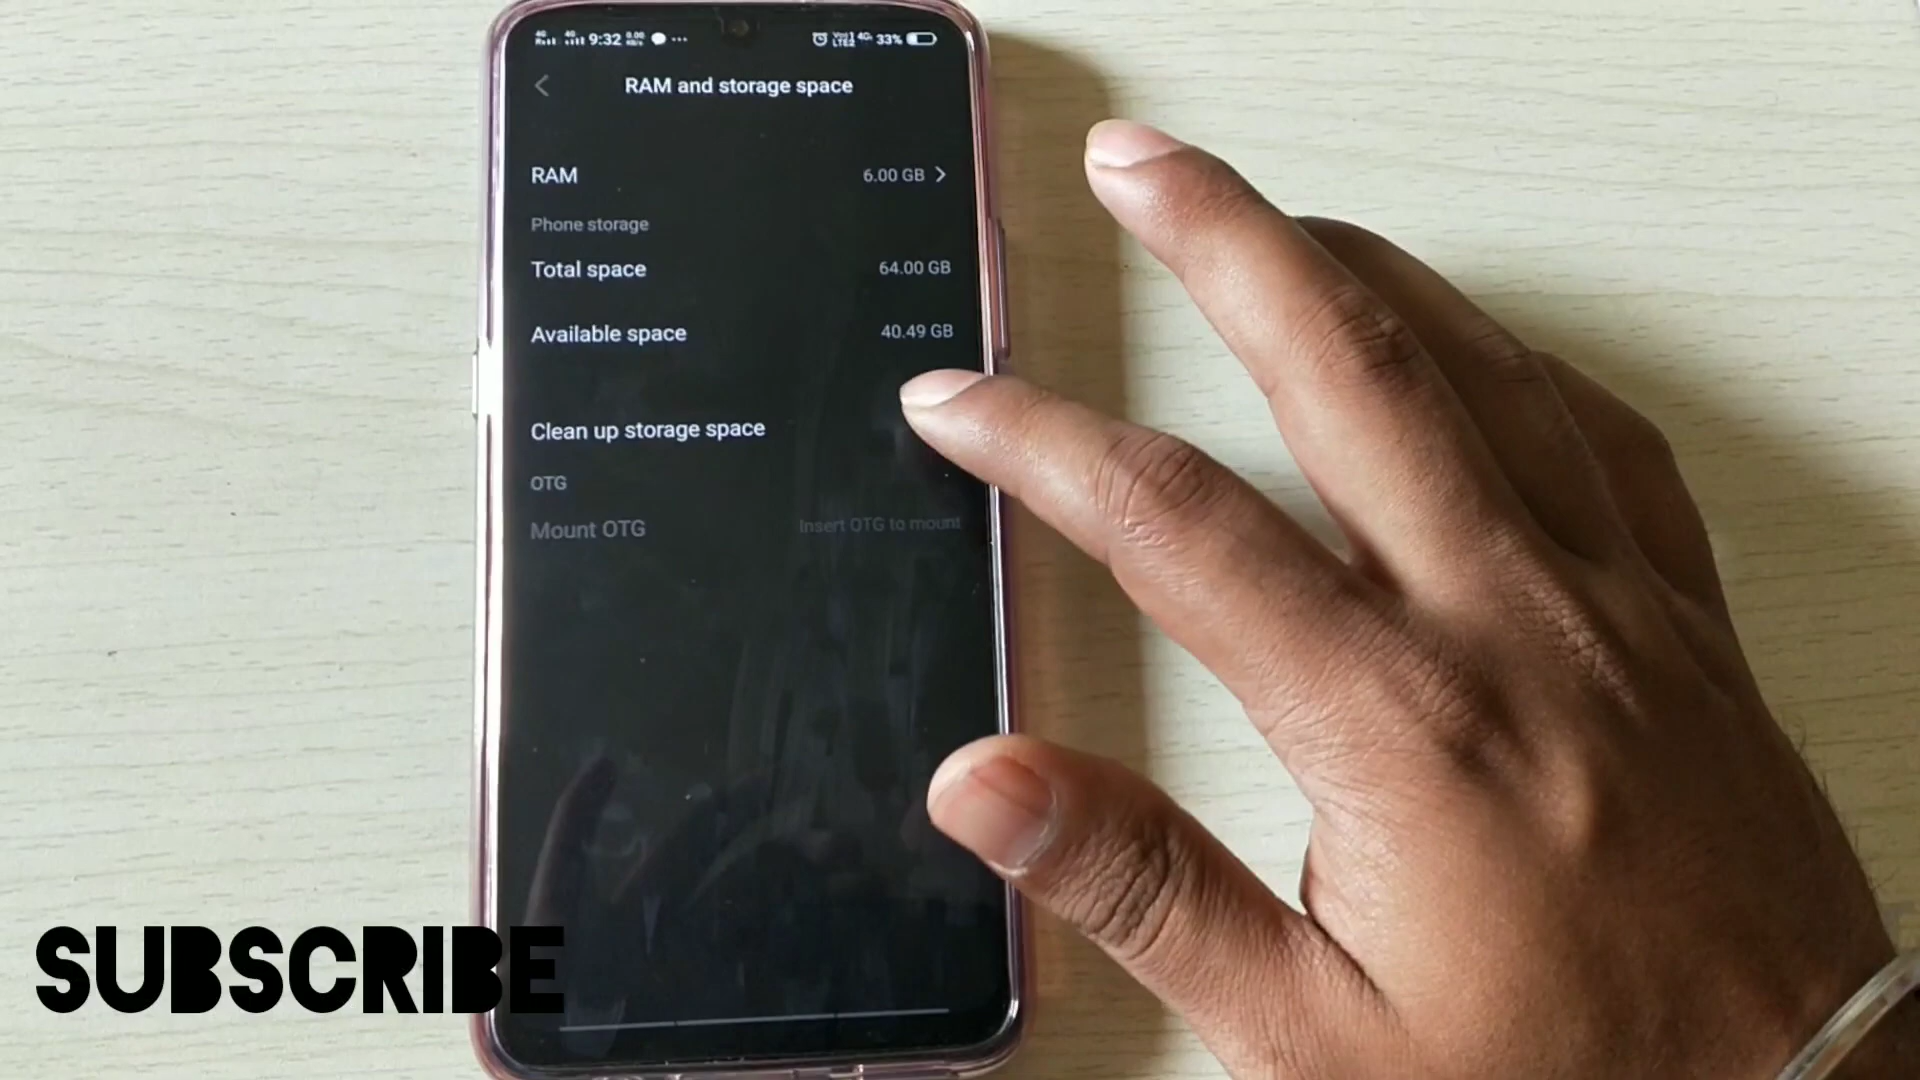 9:32
33%
RAM and storage space
RAM 6.00 GB
Phone storage
Total space 64.00 GB
Available space 40.49 GB
Clean up storage space
OTG
Mount OTG Insert OTG to mount
SUBSCRIBE